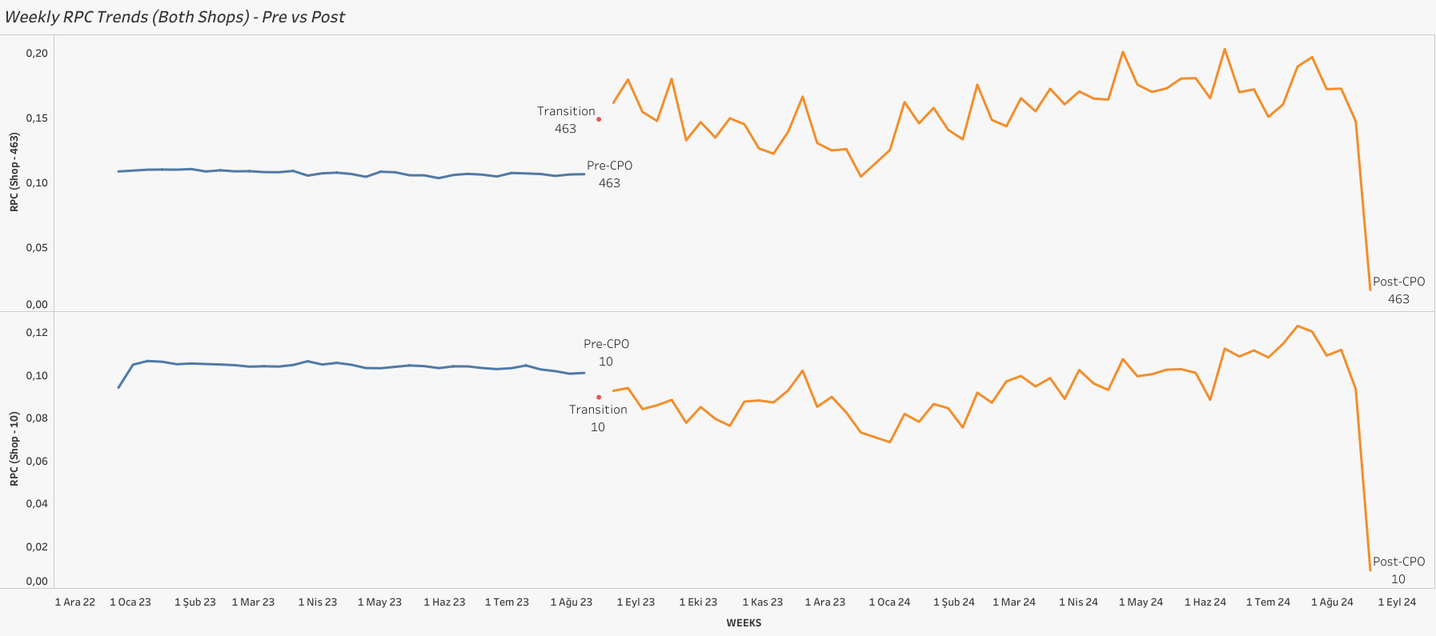 Weekly RPC Trends (Both Shops) - Pre vs Post
RPC (Shop - 463)
0,20
0,15
0,10
0,05
0,00
Transition
463
Pre-CPO
463
Post-CPO
463
RPC (Shop - 10)
0,12
0,10
0,08
0,06
0,04
0,02
0,00
Pre-CPO
10
Transition
10
Post-CPO
10
1 Ara 22 1 Oca 23 1 Şub 23 1 Mar 23 1 Nis 23 1 May 23 1 Haz 23 1 Tem 23 1 Ağu 23 1 Eyl 23 1 Eki 23 1 Kas 23 1 Ara 23 1 Oca 24 1 Şub 24 1 Mar 24 1 Nis 24 1 May 24 1 Haz 24 1 Tem 24 1 Ağu 24 1 Eyl 24
WEEKS